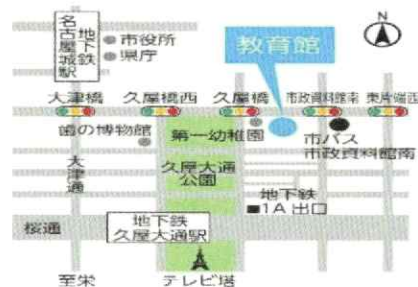 名古屋城駅
地下鉄
市役所
県庁
教育館
N
大津橋
久屋橋西
久屋橋
市政資料館南
東片端西
歯の博物館
第一幼稚園
市バス
市政資料館南
大津通
久屋大通
公園
地下鉄
■1A 出口
桜通
地下鉄
久屋大通駅
至栄
テレビ塔